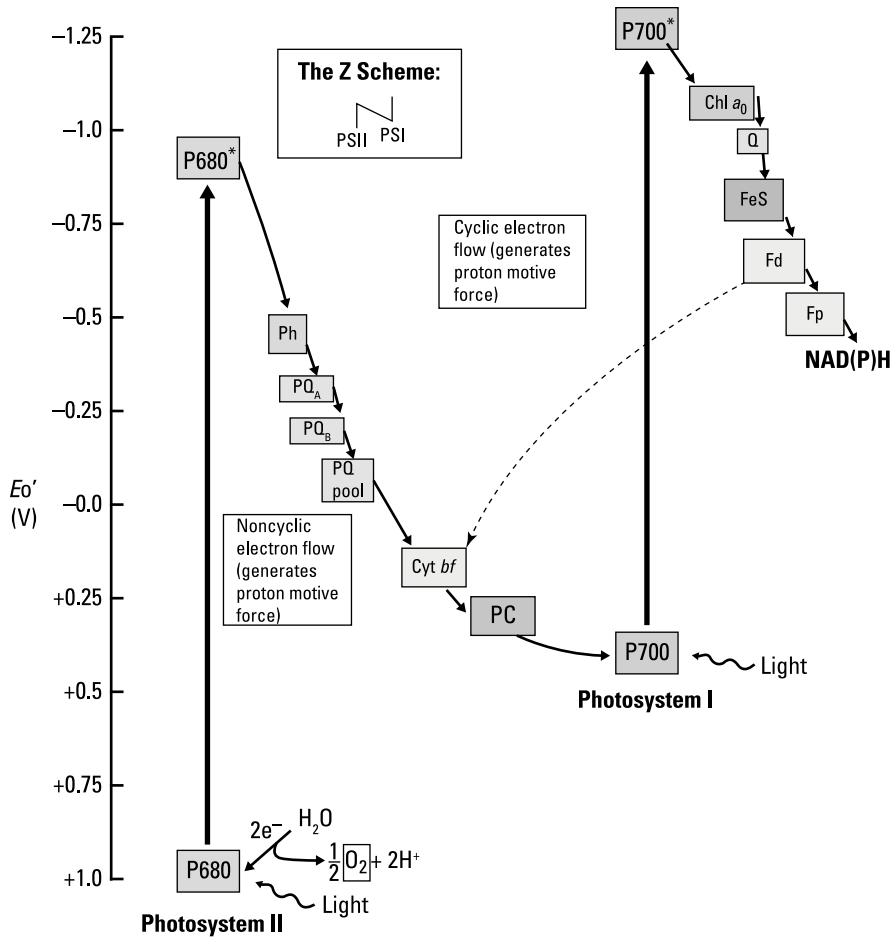 −1.25
−1.0
−0.75
−0.5
−0.25
−0.0
+0.25
+0.5
+0.75
+1.0
Eo′
(V)
The Z Scheme:
PSII
PSI
P680*
Ph
PQA
PQB
PQ
pool
Cyt bf
PC
P700
Photosystem I
Light
P700*
Chl a0
Q
FeS
Fd
Fp
NAD(P)H
Cyclic electron
flow (generates
proton motive
force)
Noncyclic
electron flow
(generates
proton motive
force)
2e− H2O
1/2 O2 + 2H+
P680
Light
Photosystem II